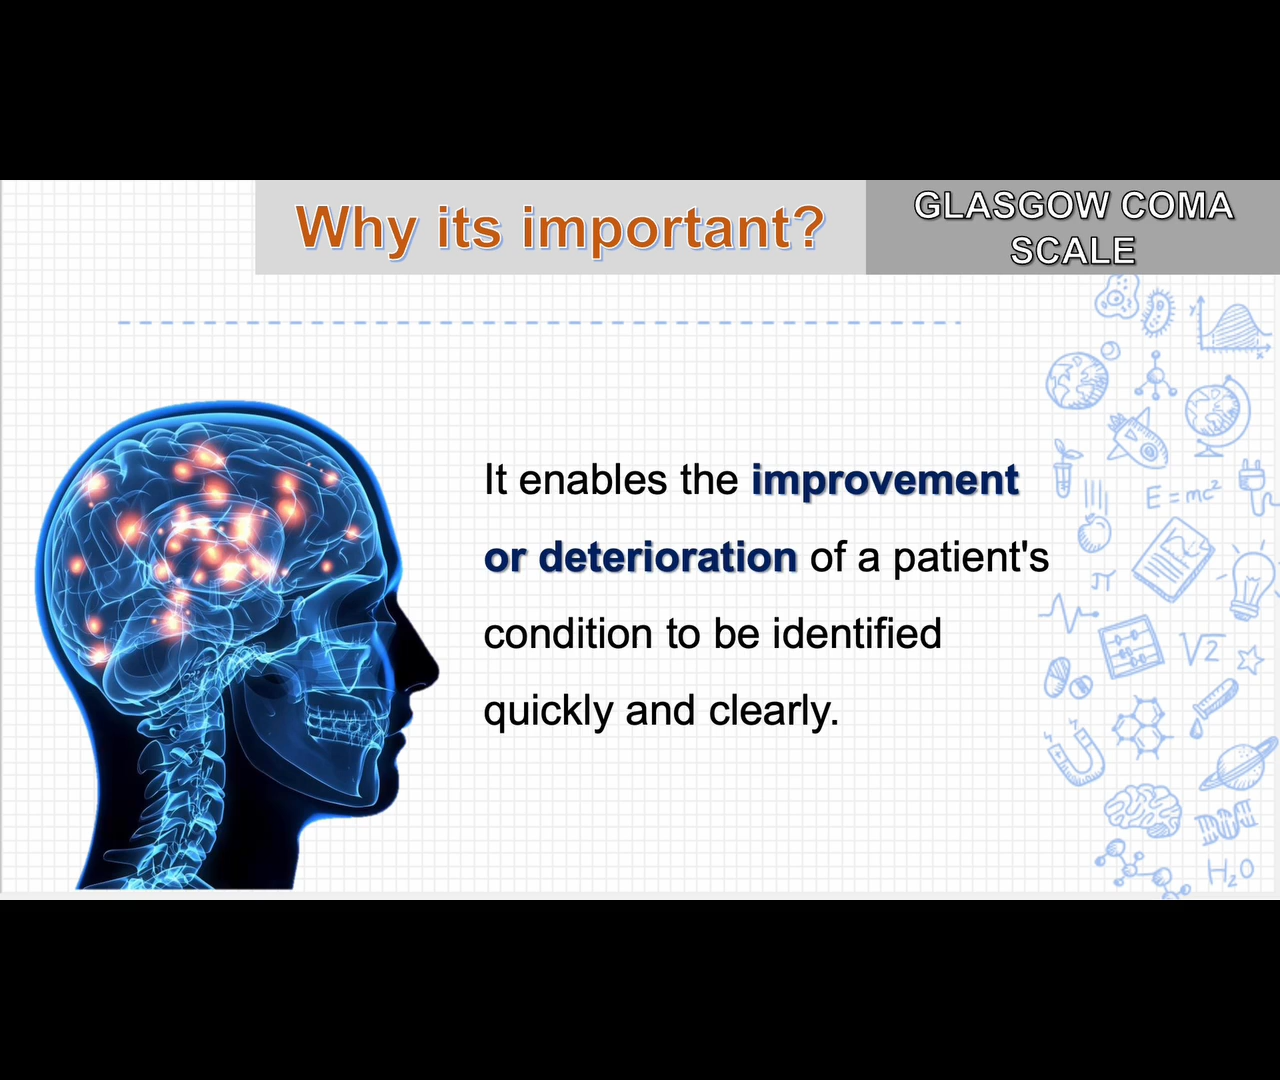 Why its important?
GLASGOW COMA
SCALE
It enables the improvement
or deterioration of a patient's
condition to be identified
quickly and clearly.
y
x
E = mc²
π
√2
H₂O